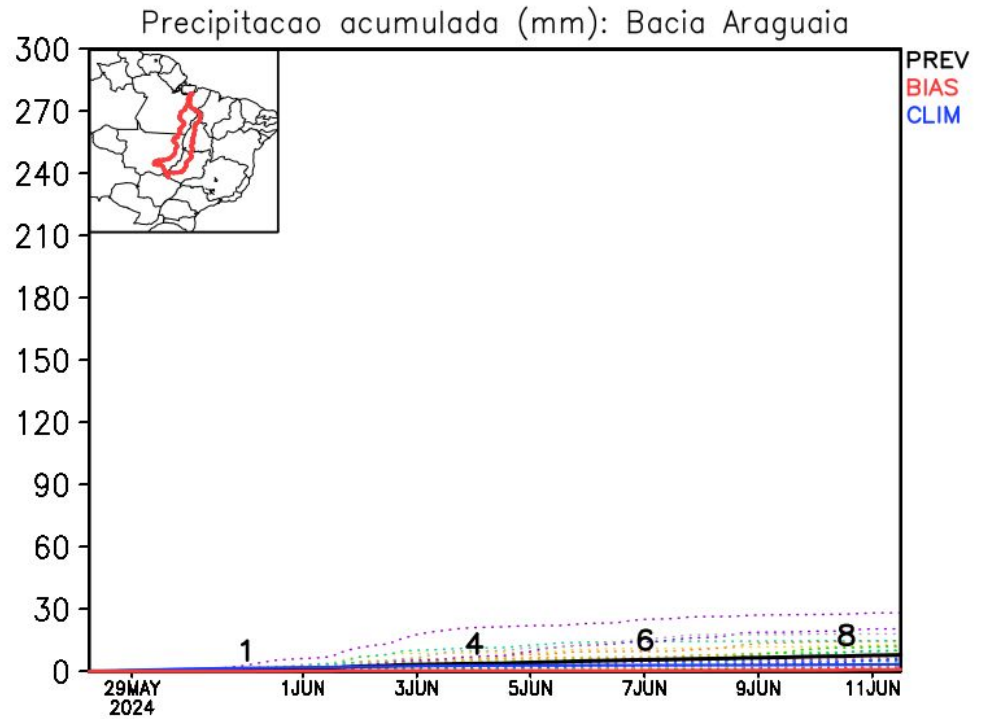 Precipitacao acumulada (mm): Bacia Araguaia
300
270
240
210
180
150
120
90
60
30
0
PREV
BIAS
CLIM
1
4
6
8
29MAY
2024
1JUN
3JUN
5JUN
7JUN
9JUN
11JUN